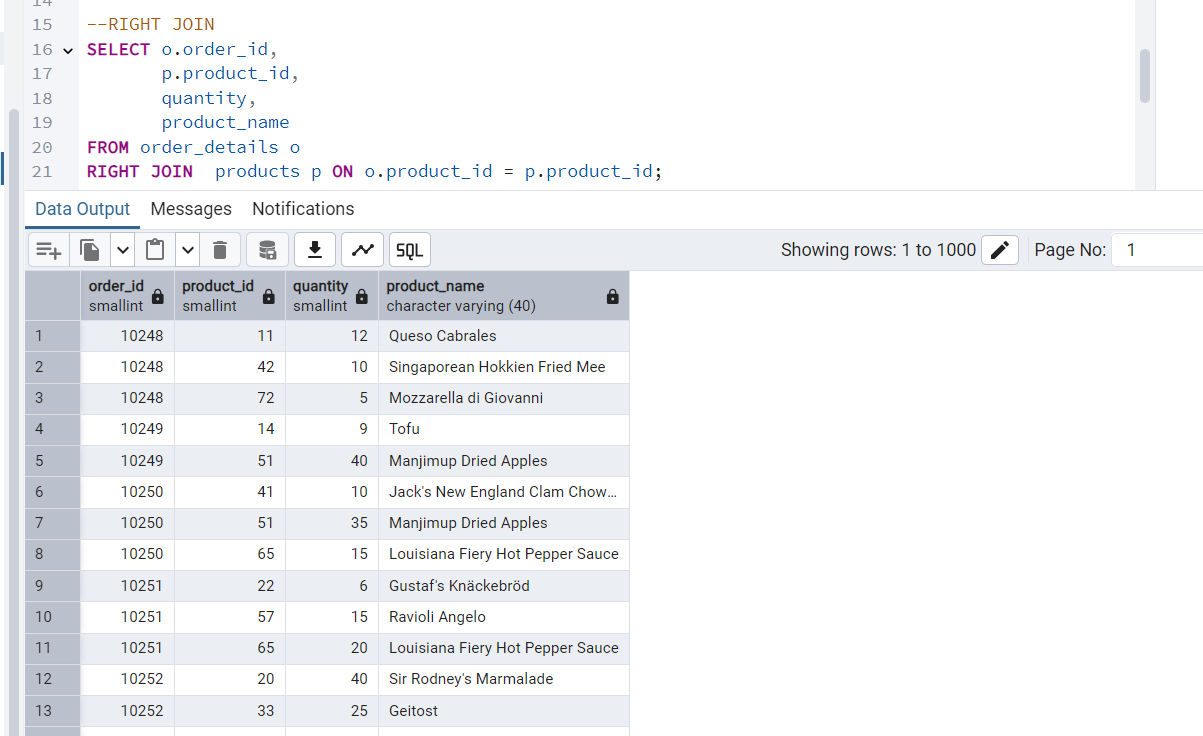 14
15 --RIGHT JOIN
16 SELECT o.order_id,
17 p.product_id,
18 quantity,
19 product_name
20 FROM order_details o
21 RIGHT JOIN  products p ON o.product_id = p.product_id;
Data Output Messages Notifications
SQL Showing rows: 1 to 1000 Page No: 1
order_id product_id quantity product_name
smallint smallint smallint character varying (40)
1 10248 11 12 Queso Cabrales
2 10248 42 10 Singaporean Hokkien Fried Mee
3 10248 72 5 Mozzarella di Giovanni
4 10249 14 9 Tofu
5 10249 51 40 Manjimup Dried Apples
6 10250 41 10 Jack's New England Clam Chow…
7 10250 51 35 Manjimup Dried Apples
8 10250 65 15 Louisiana Fiery Hot Pepper Sauce
9 10251 22 6 Gustaf's Knäckebröd
10 10251 57 15 Ravioli Angelo
11 10251 65 20 Louisiana Fiery Hot Pepper Sauce
12 10252 20 40 Sir Rodney's Marmalade
13 10252 33 25 Geitost